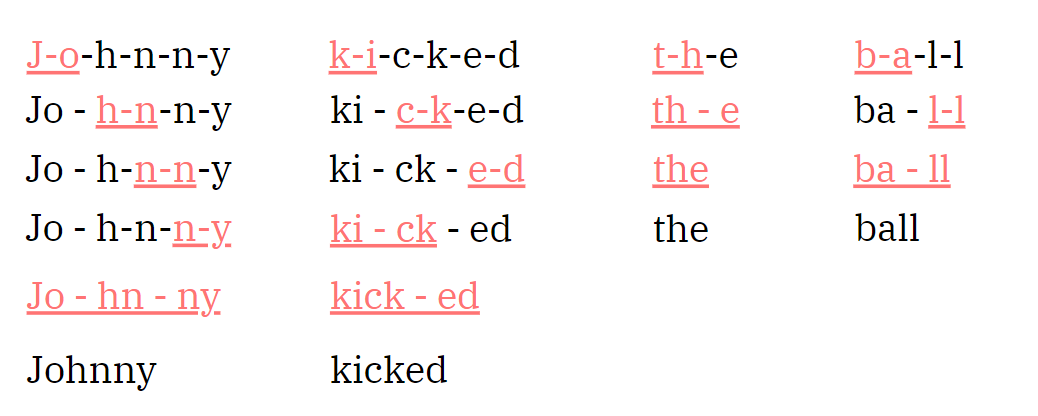 J-o-h-n-n-y k-i-c-k-e-d t-h-e b-a-l-l
Jo - h-n-n-y ki - c-k-e-d th - e ba - l-l
Jo - h-n-n-y ki - ck - e-d the ba - ll
Jo - h-n-n-y ki - ck - ed the ball
Jo - hn - ny kick - ed
Johnny kicked